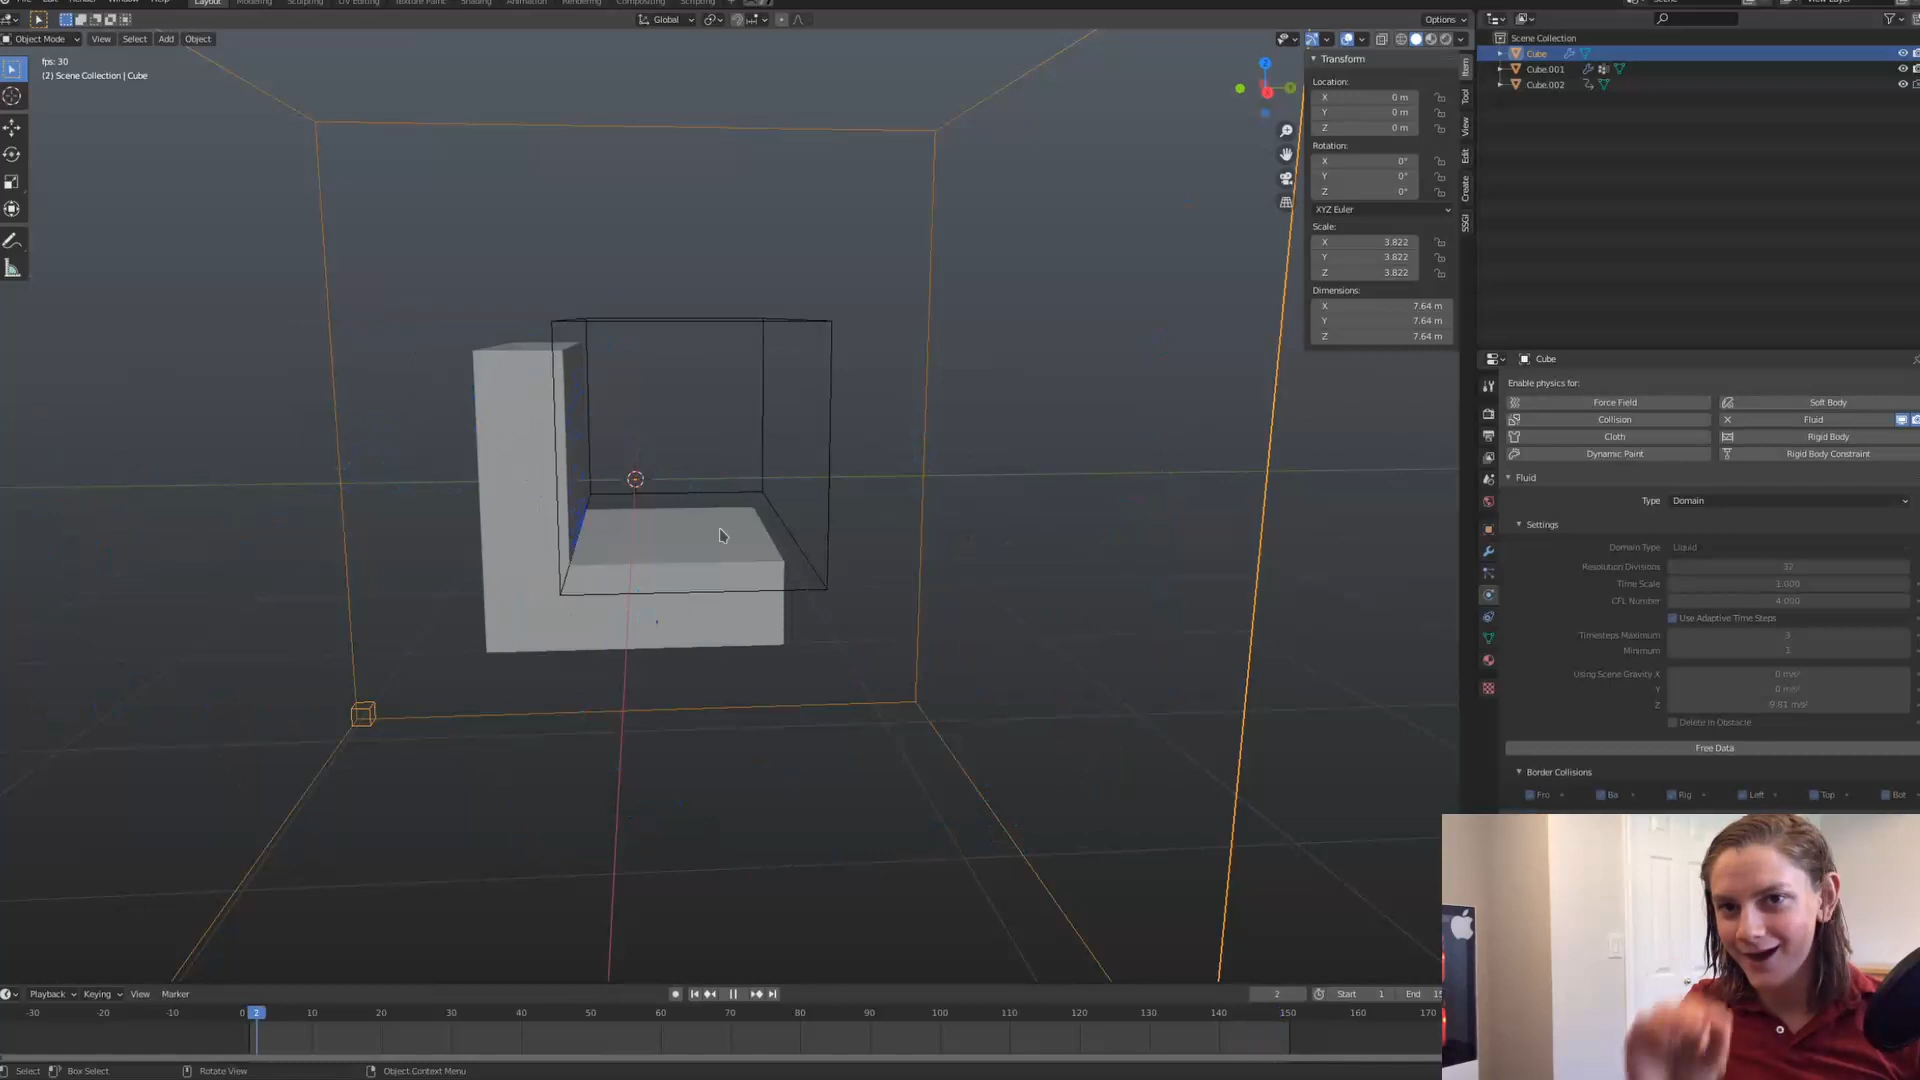 Layout Modeling Sculpting UV Editing Texture Paint Shading Animation Rendering Compositing Scripting
Global
Options
Object Mode View Select Add Object
fps: 30
(2) Scene Collection | Cube
Z
Transform
Location:
X 0 m
Y 0 m
Z 0 m
Rotation:
X 0°
Y 0°
Z 0°
XYZ Euler
Scale:
X 3.822
Y 3.822
Z 3.822
Dimensions:
X 7.64 m
Y 7.64 m
Z 7.64 m
Item
Tool
View
Edit
Create
SSGI
Scene Collection
Cube
Cube.001
Cube.002
Cube
Enable physics for:
Force Field Soft Body
Collision Fluid
Cloth Rigid Body
Dynamic Paint Rigid Body Constraint
Fluid
Type Domain
Settings
Domain Type Liquid
Resolution Divisions 32
Time Scale 1.000
CFL Number 4.000
Use Adaptive Time Steps
Timesteps Maximum 3
Minimum 1
Using Scene Gravity X 0 m/s²
Y 0 m/s²
Z -9.81 m/s²
Delete in Obstacle
Free Data
Border Collisions
Fro Ba Rig Left Top Bot
Playback Keying View Marker
2 Start 1 End 15
-30 -20 -10 0 2 10 20 30 40 50 60 70 80 90 100 110 120 130 140 150 160 170
Select Box Select Rotate View Object Context Menu